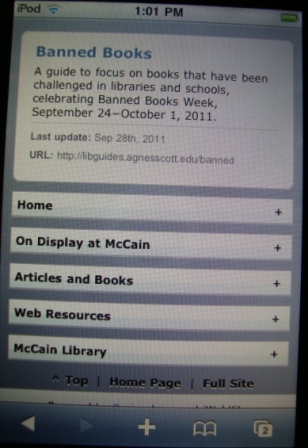 iPod 1:01 PM
Banned Books
A guide to focus on books that have been
challenged in libraries and schools,
celebrating Banned Books Week,
September 24-October 1, 2011.
Last update: Sep 28th, 2011
URL: http://libguides.agnesscott.edu/banned
Home +
On Display at McCain +
Articles and Books +
Web Resources +
McCain Library +
^ Top | Home Page | Full Site
2